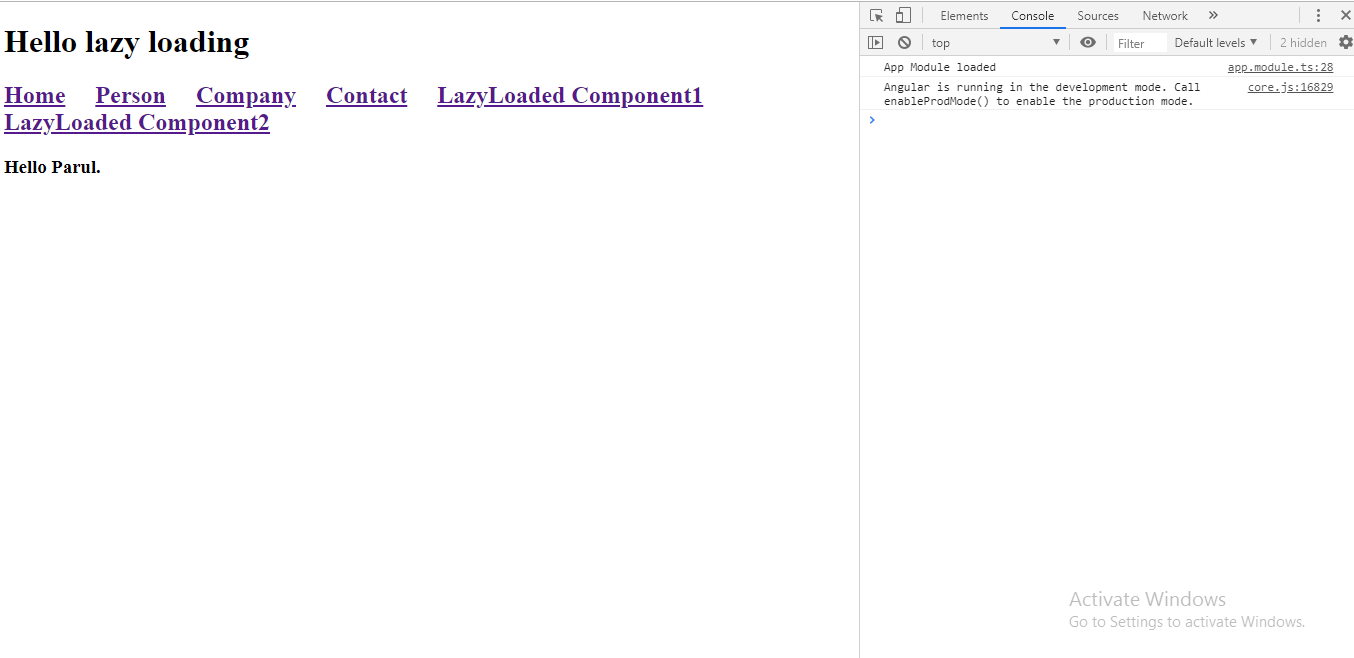 Hello lazy loading
Home Person Company Contact LazyLoaded Component1
LazyLoaded Component2
Hello Parul.
Elements Console Sources Network »
top ▼ Filter Default levels ▼ 2 hidden
App Module loaded app.module.ts:28
Angular is running in the development mode. Call core.js:16829
enableProdMode() to enable the production mode.
>
Activate Windows
Go to Settings to activate Windows.